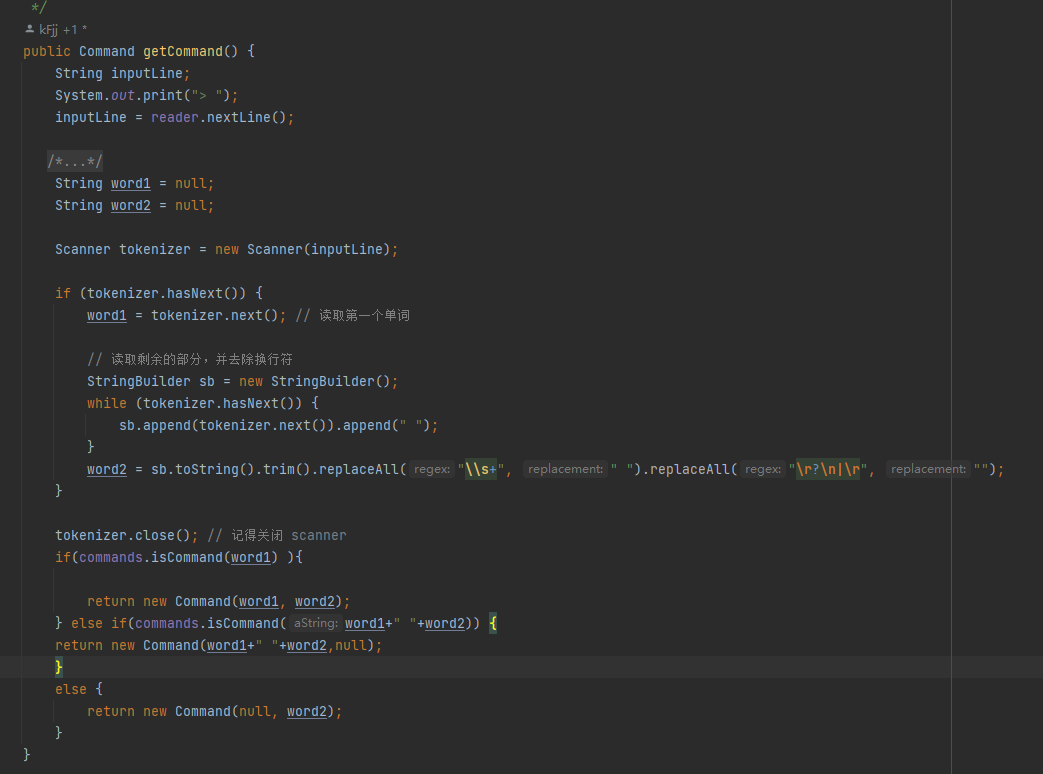 */
kFjj +1 *
public Command getCommand() {
String inputLine;
System.out.print("> ");
inputLine = reader.nextLine();
/*...*/
String word1 = null;
String word2 = null;
Scanner tokenizer = new Scanner(inputLine);
if (tokenizer.hasNext()) {
word1 = tokenizer.next(); // 读取第一个单词
// 读取剩余的部分，并去除换行符
StringBuilder sb = new StringBuilder();
while (tokenizer.hasNext()) {
sb.append(tokenizer.next()).append(" ");
}
word2 = sb.toString().trim().replaceAll( regex: "\\s+", replacement: " ").replaceAll( regex: "\r?\n|\r", replacement: "");
}
tokenizer.close(); // 记得关闭 scanner
if(commands.isCommand(word1) ){
return new Command(word1, word2);
} else if(commands.isCommand( aString: word1+" "+word2)) {
return new Command(word1+" "+word2,null);
}
else {
return new Command(null, word2);
}
}